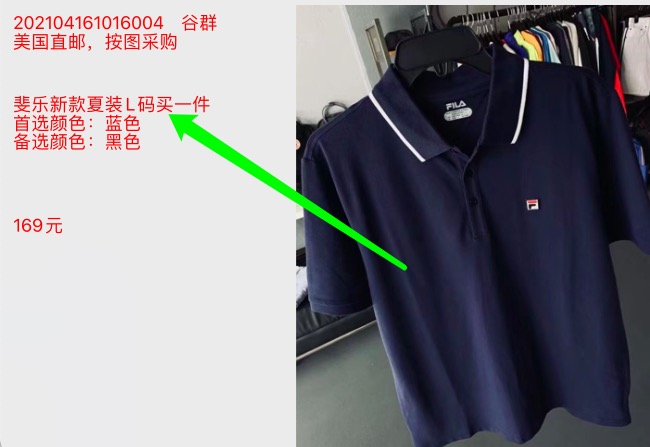 202104161016004 谷群
美国直邮，按图采购
斐乐新款夏装L码买一件
首选颜色：蓝色
备选颜色：黑色
169元
FILA